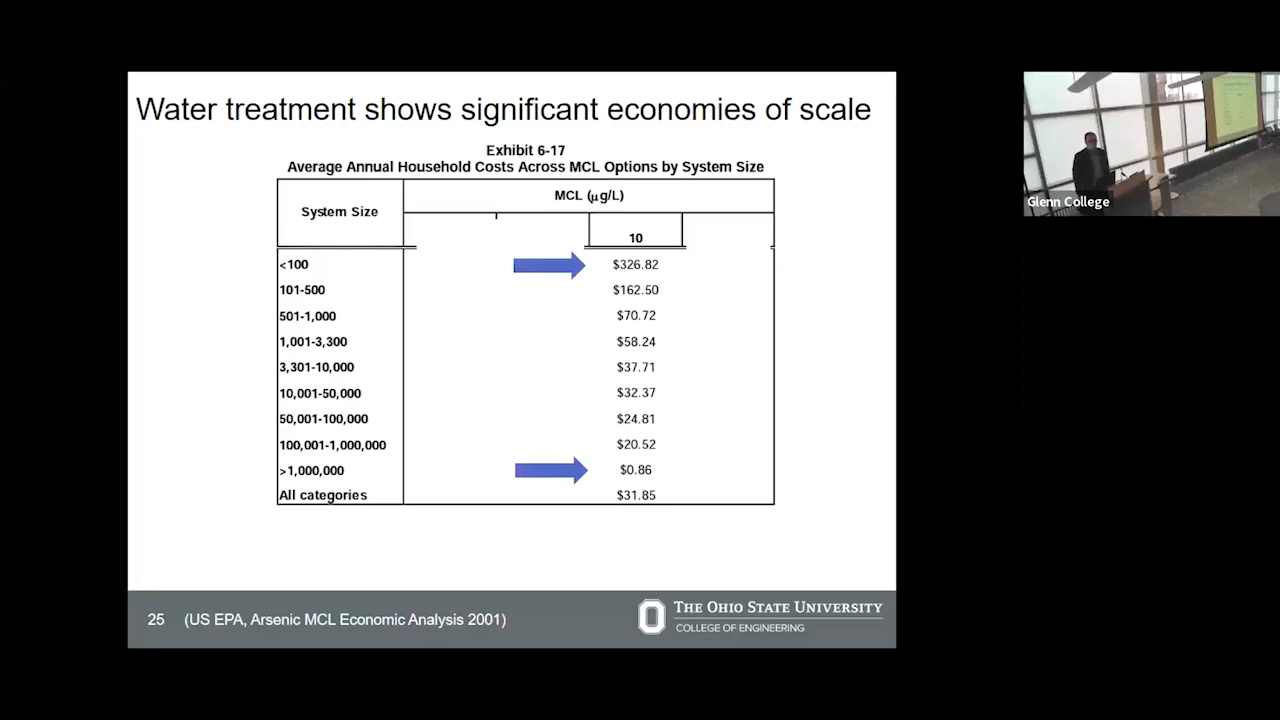 Water treatment shows significant economies of scale
Exhibit 6-17
Average Annual Household Costs Across MCL Options by System Size
System Size
MCL (μg/L)
10
<100 $326.82
101-500 $162.50
501-1,000 $70.72
1,001-3,300 $58.24
3,301-10,000 $37.71
10,001-50,000 $32.37
50,001-100,000 $24.81
100,001-1,000,000 $20.52
>1,000,000 $0.86
All categories $31.85
25 (US EPA, Arsenic MCL Economic Analysis 2001)
THE OHIO STATE UNIVERSITY
COLLEGE OF ENGINEERING
Glenn College